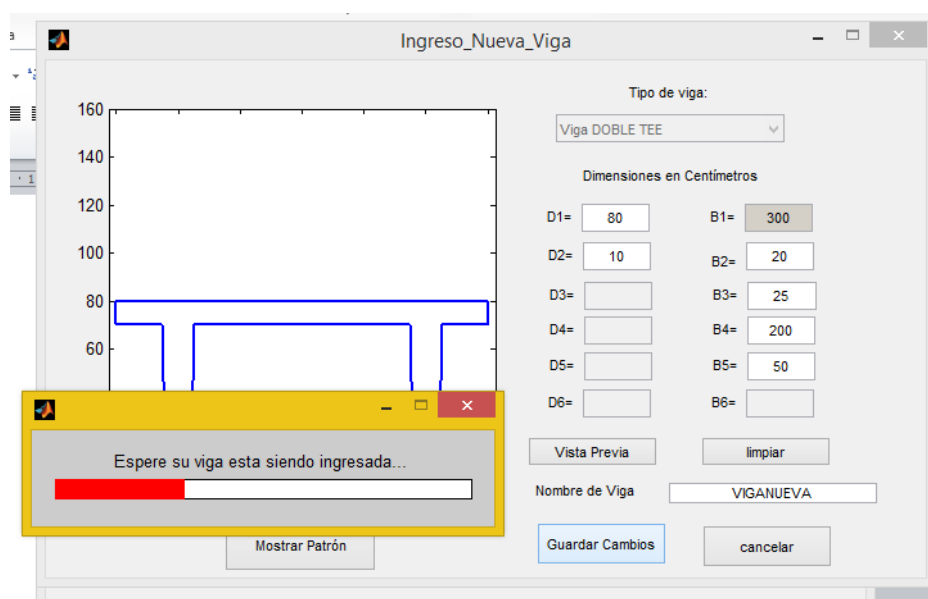 Ingreso_Nueva_Viga
160
140
120
100
80
60
Tipo de viga:
Viga DOBLE TEE
Dimensiones en Centímetros
D1= 80 B1= 300
D2= 10 B2= 20
D3= B3= 25
D4= B4= 200
D5= B5= 50
D6= B6=
Vista Previa limpiar
Nombre de Viga VIGANUEVA
Guardar Cambios cancelar
Espere su viga esta siendo ingresada...
Mostrar Patrón